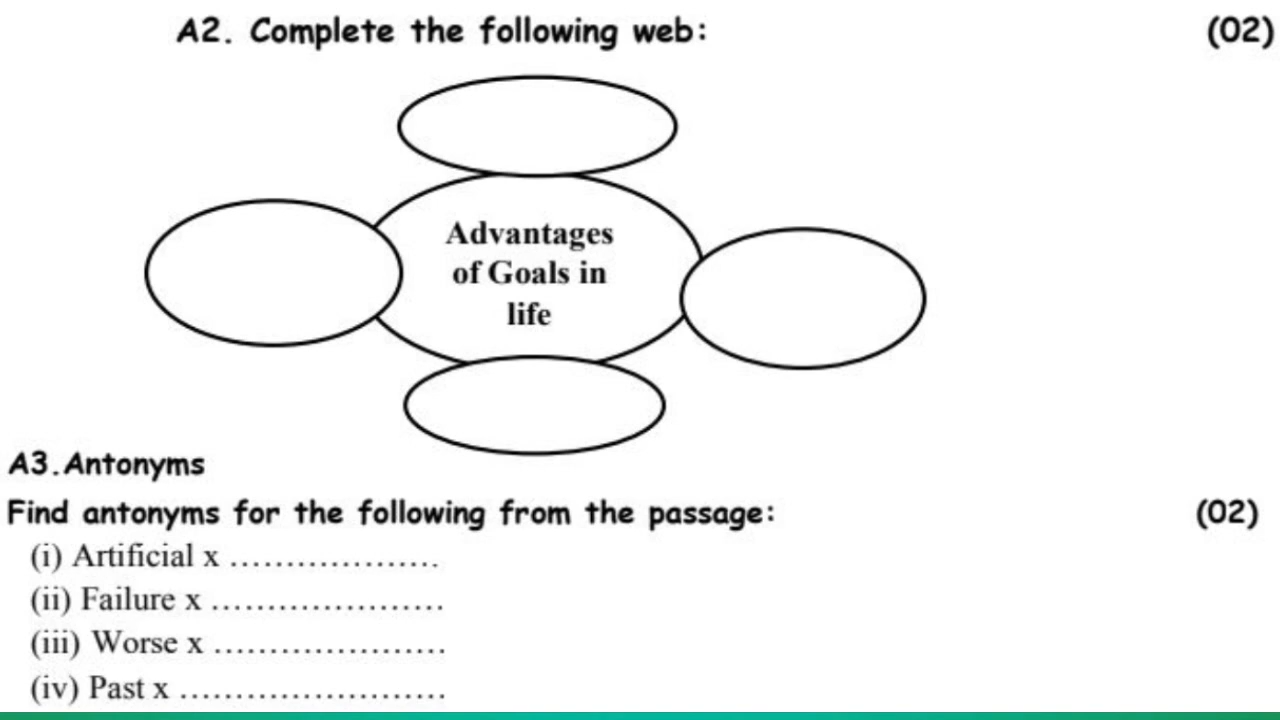 A2. Complete the following web: (02)
Advantages
of Goals in
life
A3.Antonyms
Find antonyms for the following from the passage: (02)
(i) Artificial x ...................
(ii) Failure x .....................
(iii) Worse x .....................
(iv) Past x ........................